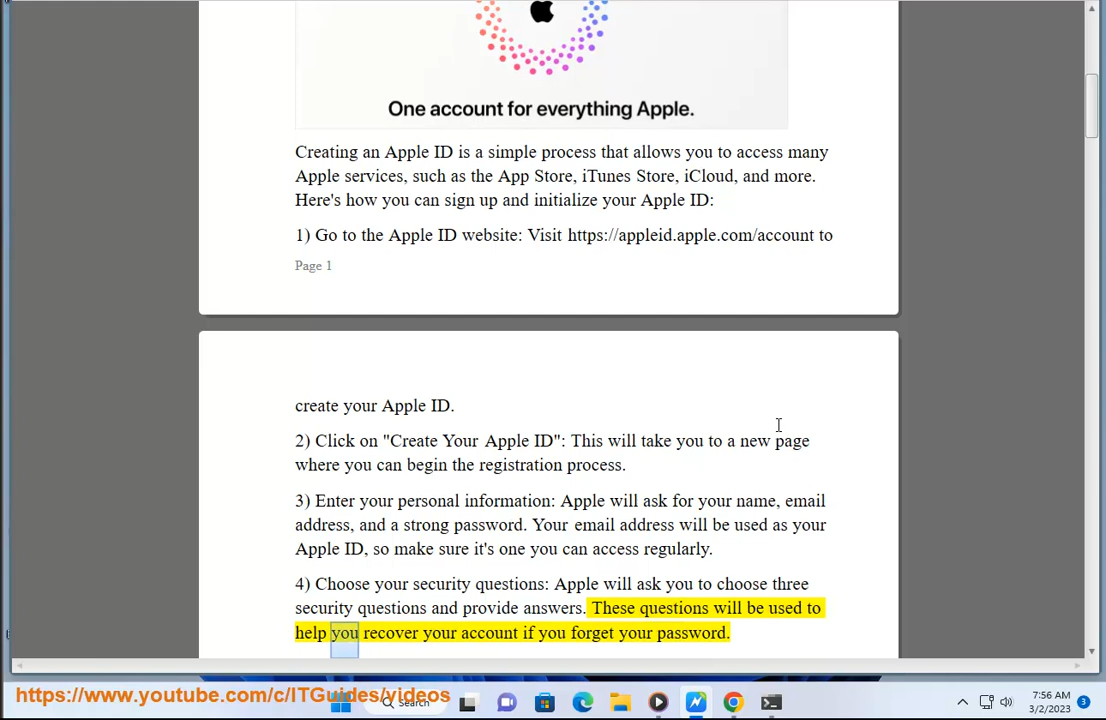 One account for everything Apple.
Creating an Apple ID is a simple process that allows you to access many
Apple services, such as the App Store, iTunes Store, iCloud, and more.
Here's how you can sign up and initialize your Apple ID:
1) Go to the Apple ID website: Visit https://appleid.apple.com/account to
Page 1
create your Apple ID.
2) Click on "Create Your Apple ID": This will take you to a new page
where you can begin the registration process.
3) Enter your personal information: Apple will ask for your name, email
address, and a strong password. Your email address will be used as your
Apple ID, so make sure it's one you can access regularly.
4) Choose your security questions: Apple will ask you to choose three
security questions and provide answers. These questions will be used to
help you recover your account if you forget your password.
https://www.youtube.com/c/ITGuides/videos
Search
7:56 AM
3/2/2023
3